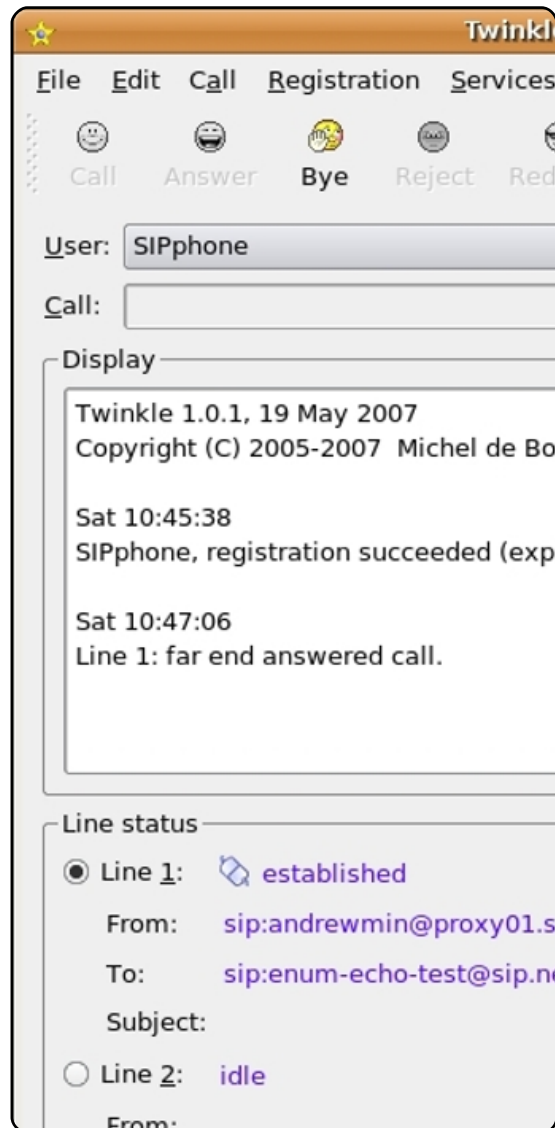 Twinkle
File Edit Call Registration Services
Call Answer Bye Reject Red
User: SIPphone
Call:
Display
Twinkle 1.0.1, 19 May 2007
Copyright (C) 2005-2007 Michel de Bo
Sat 10:45:38
SIPphone, registration succeeded (exp
Sat 10:47:06
Line 1: far end answered call.
Line status
Line 1: established
From: sip:andrewmin@proxy01.s
To: sip:enum-echo-test@sip.ne
Subject:
Line 2: idle
From: